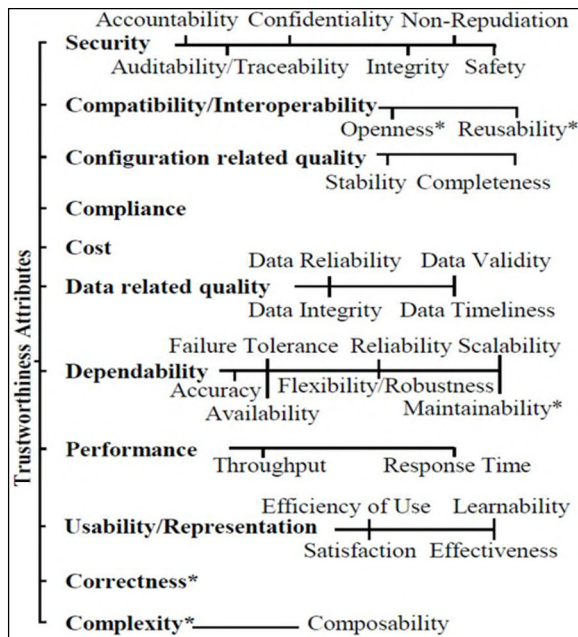 Accountability Confidentiality Non-Repudiation
Security
Auditability/Traceability Integrity Safety
Compatibility/Interoperability
Openness* Reusability*
Configuration related quality
Stability Completeness
Compliance
Cost
Data Reliability Data Validity
Data related quality
Data Integrity Data Timeliness
Failure Tolerance Reliability Scalability
Dependability
Accuracy Flexibility/Robustness
Availability Maintainability*
Performance
Throughput Response Time
Efficiency of Use Learnability
Usability/Representation
Satisfaction Effectiveness
Correctness*
Complexity* Composability
Trustworthiness Attributes